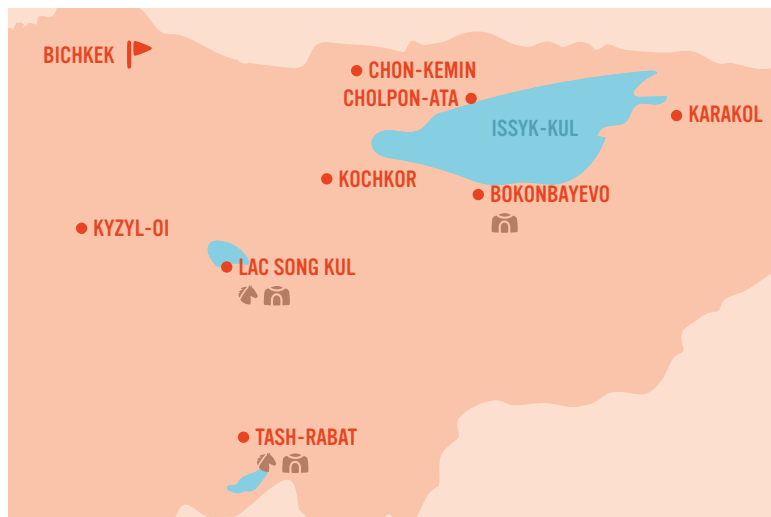 BICHKEK
CHON-KEMIN
CHOLPON-ATA
KARAKOL
ISSYK-KUL
KOCHKOR
BOKONBAYEVO
KYZYL-OI
LAC SONG KUL
TASH-RABAT